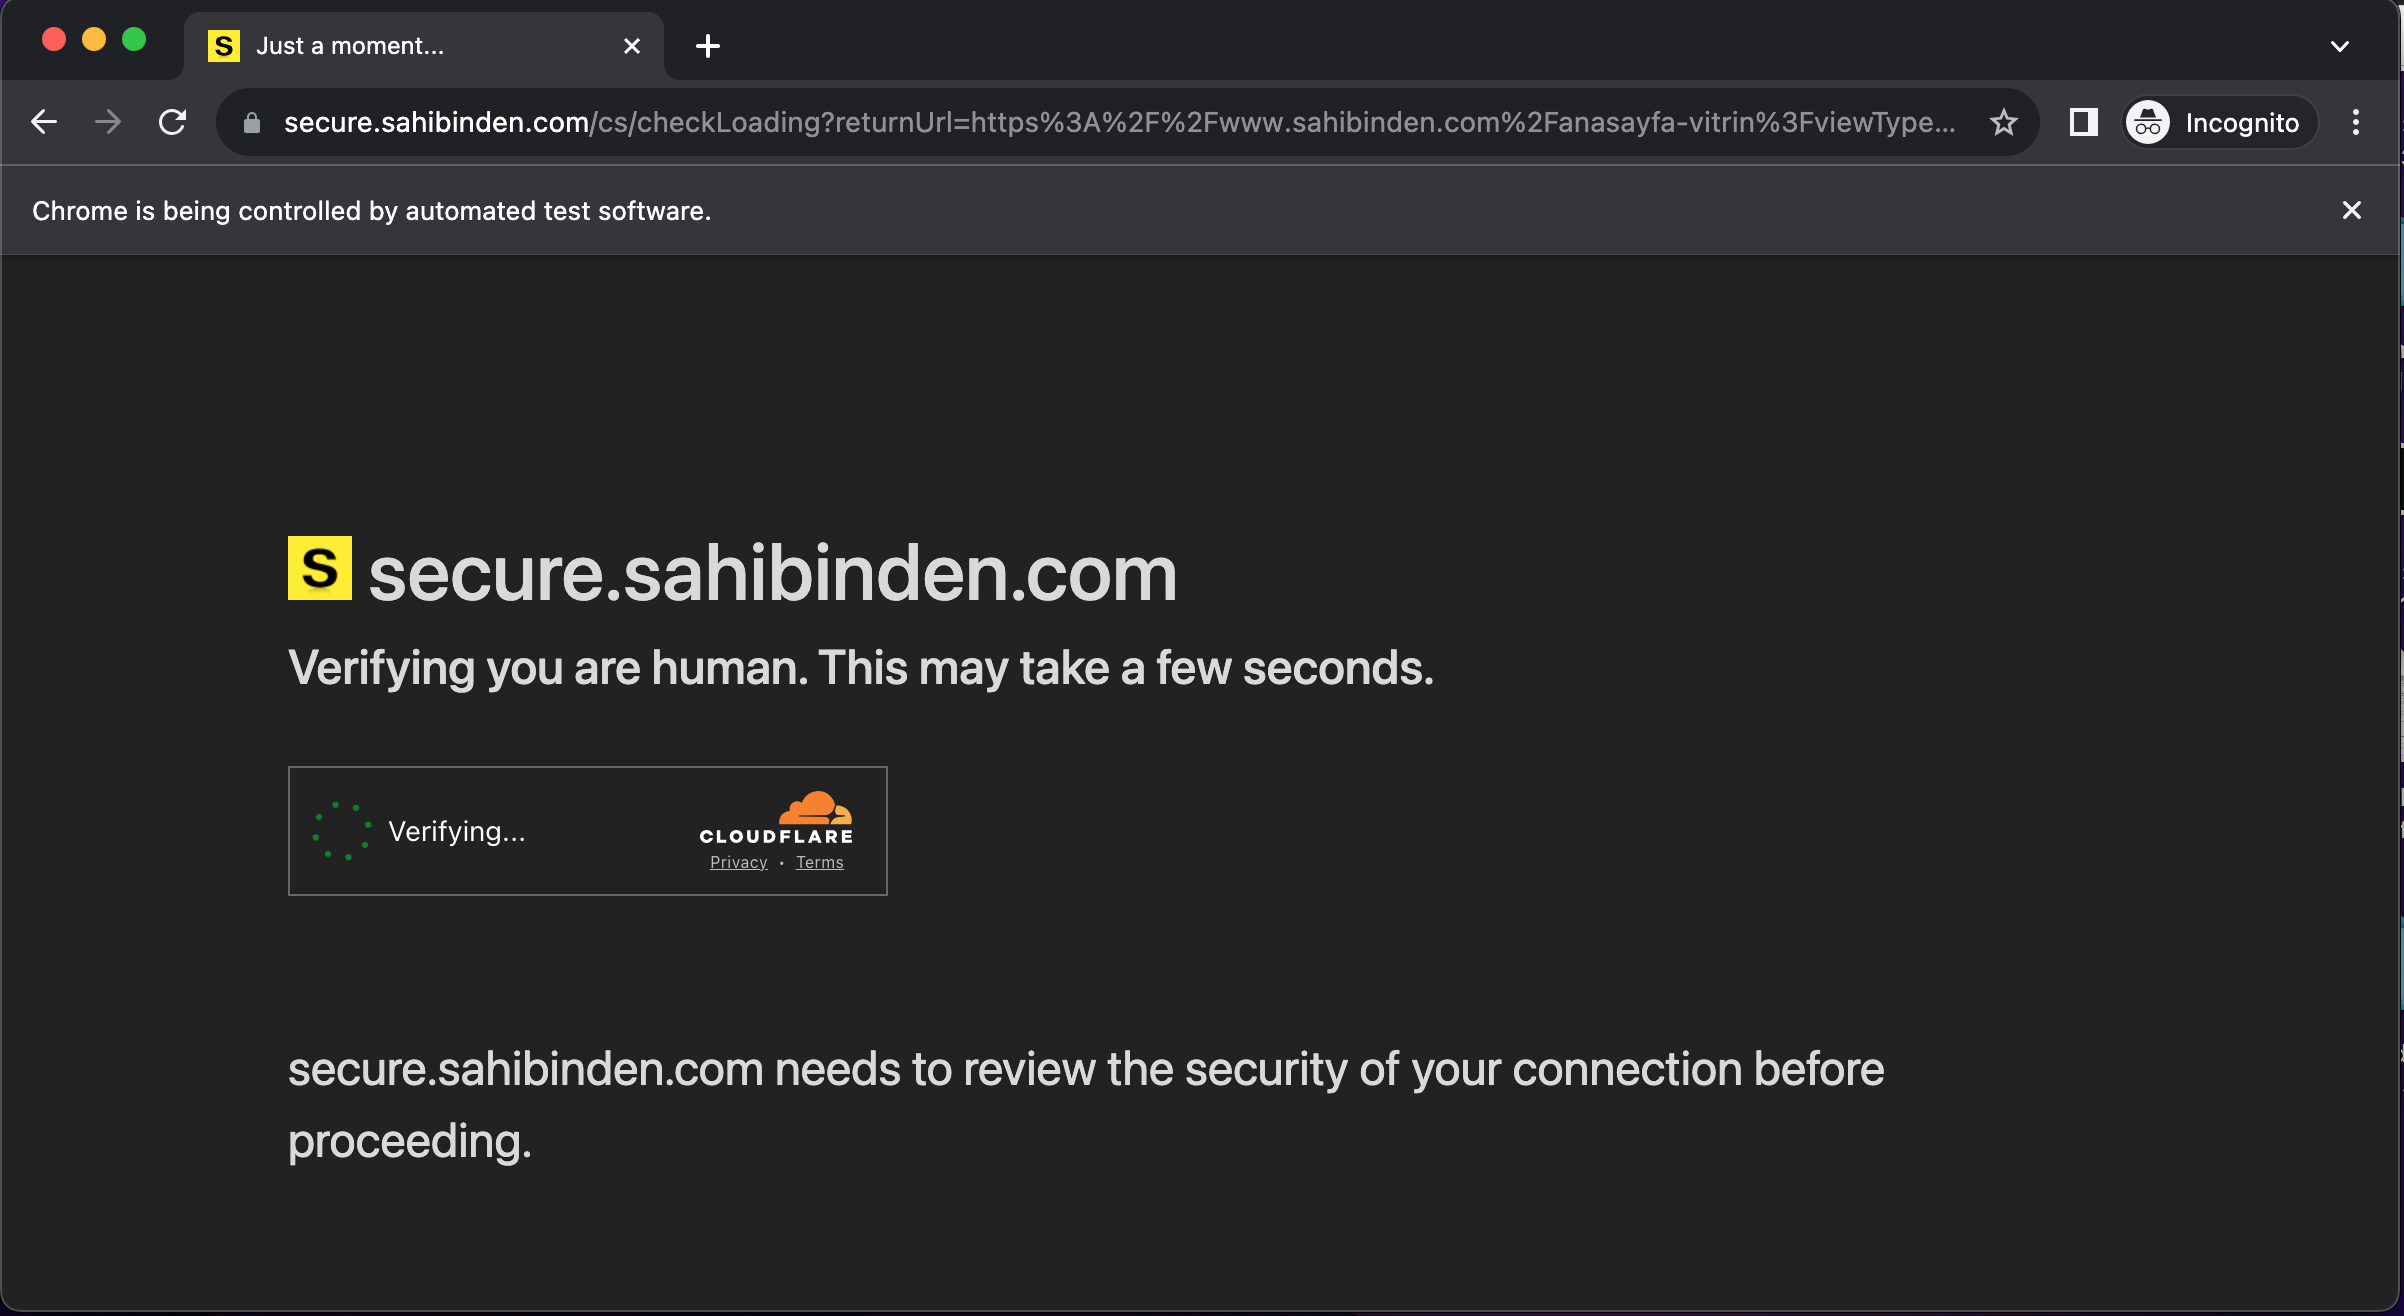 S Just a moment...
secure.sahibinden.com/cs/checkLoading?returnUrl=https%3A%2F%2Fwww.sahibinden.com%2Fanasayfa-vitrin%3FviewType... Incognito
Chrome is being controlled by automated test software.
S secure.sahibinden.com
Verifying you are human. This may take a few seconds.
Verifying...
CLOUDFLARE
Privacy • Terms
secure.sahibinden.com needs to review the security of your connection before
proceeding.